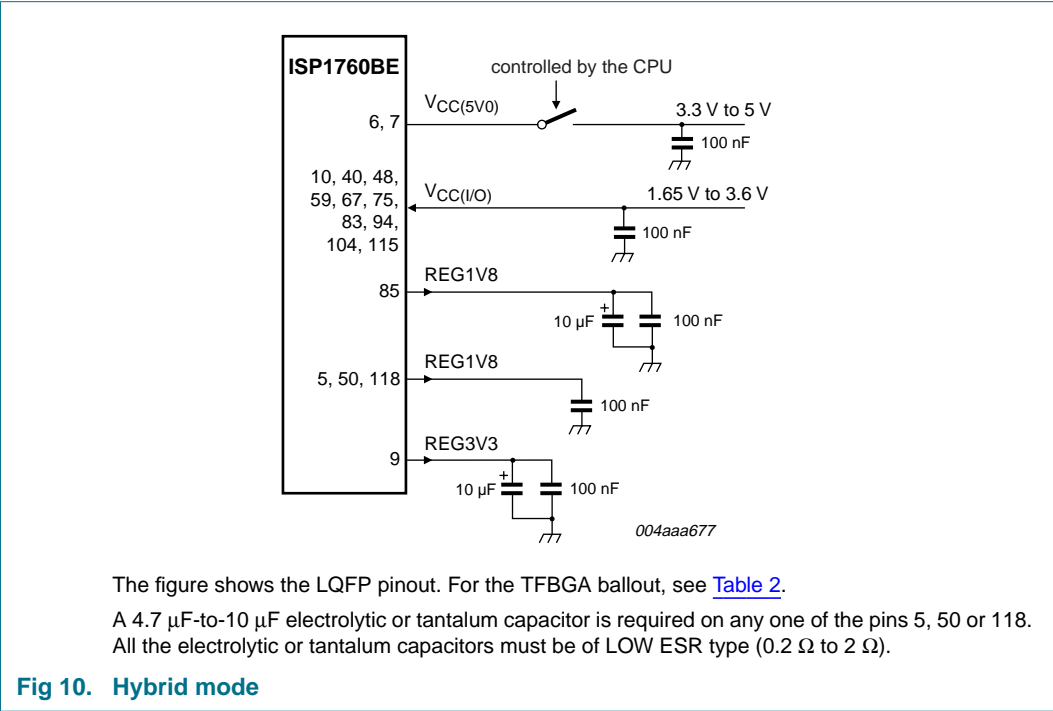 ISP1760BE
controlled by the CPU
6, 7
VCC(5V0)
3.3 V to 5 V
100 nF
10, 40, 48,
59, 67, 75,
83, 94,
104, 115
VCC(I/O)
1.65 V to 3.6 V
100 nF
85
REG1V8
+
10 μF
100 nF
5, 50, 118
REG1V8
100 nF
9
REG3V3
+
10 μF
100 nF
004aaa677
The figure shows the LQFP pinout. For the TFBGA ballout, see Table 2.
A 4.7 μF-to-10 μF electrolytic or tantalum capacitor is required on any one of the pins 5, 50 or 118.
All the electrolytic or tantalum capacitors must be of LOW ESR type (0.2 Ω to 2 Ω).
Fig 10. Hybrid mode